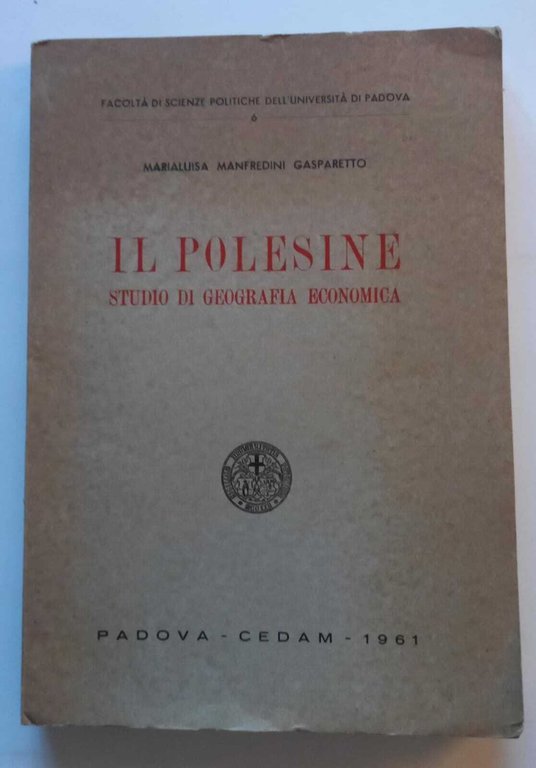 FACOLTÀ DI SCIENZE POLITICHE DELL'UNIVERSITÀ DI PADOVA
6
MARIALUISA MANFREDINI GASPARETTO
IL POLESINE
STUDIO DI GEOGRAFIA ECONOMICA
PADOVA - CEDAM - 1961